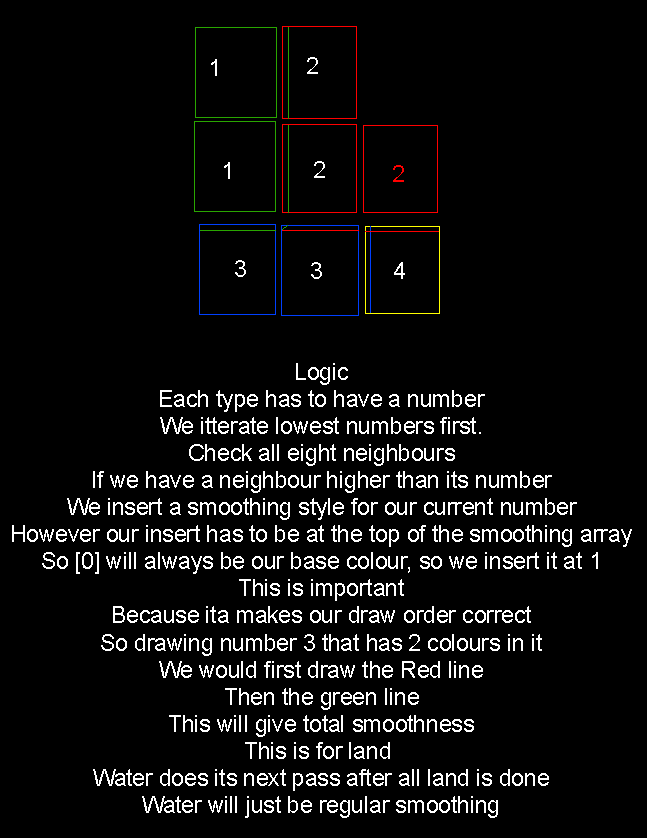 1 2
1 2 2
3 3 4
Logic
Each type has to have a number
We itterate lowest numbers first.
Check all eight neighbours
If we have a neighbour higher than its number
We insert a smoothing style for our current number
However our insert has to be at the top of the smoothing array
So [0] will always be our base colour, so we insert it at 1
This is important
Because ita makes our draw order correct
So drawing number 3 that has 2 colours in it
We would first draw the Red line
Then the green line
This will give total smoothness
This is for land
Water does its next pass after all land is done
Water will just be regular smoothing